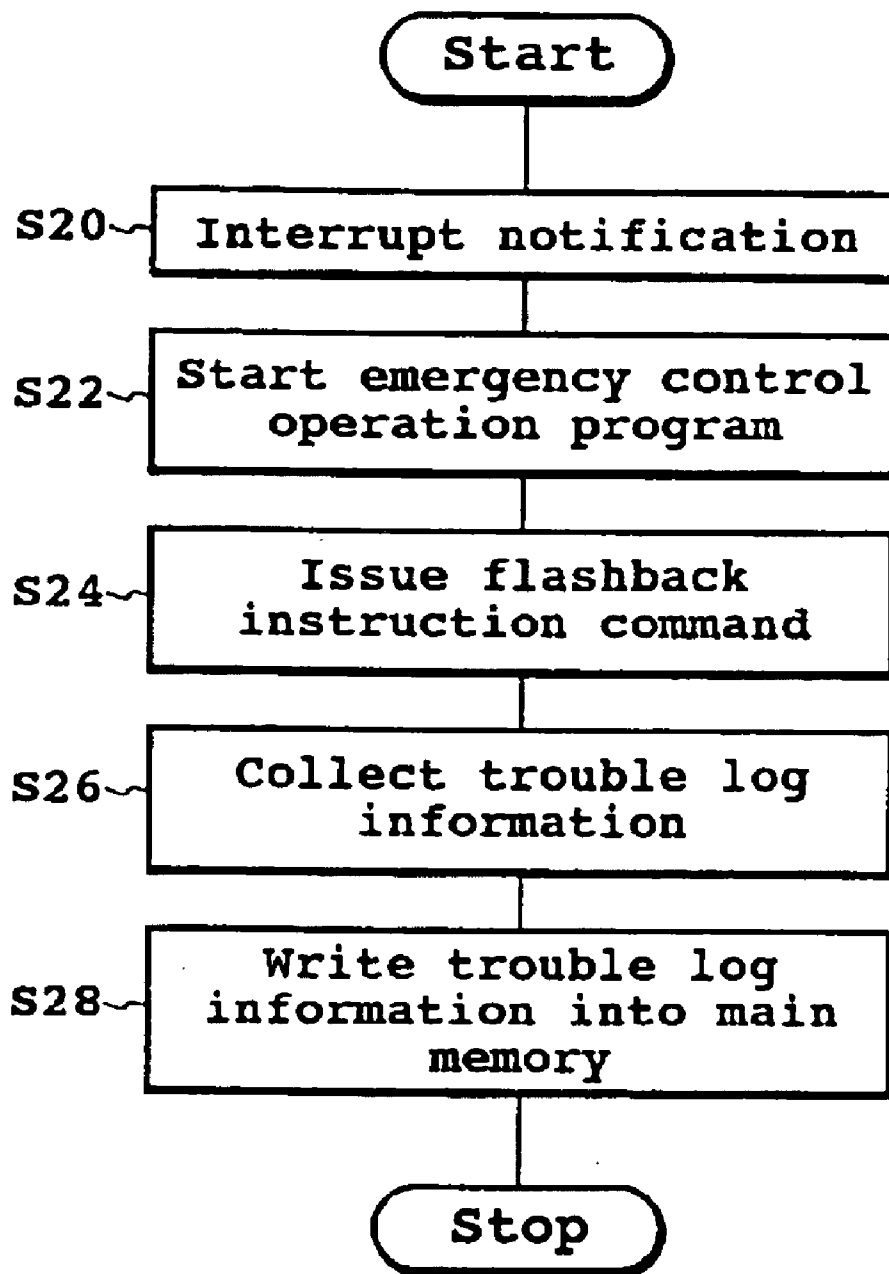 Start
S20 Interrupt notification
S22 Start emergency control
operation program
S24 Issue flashback
instruction command
S26 Collect trouble log
information
S28 Write trouble log
information into main
memory
Stop